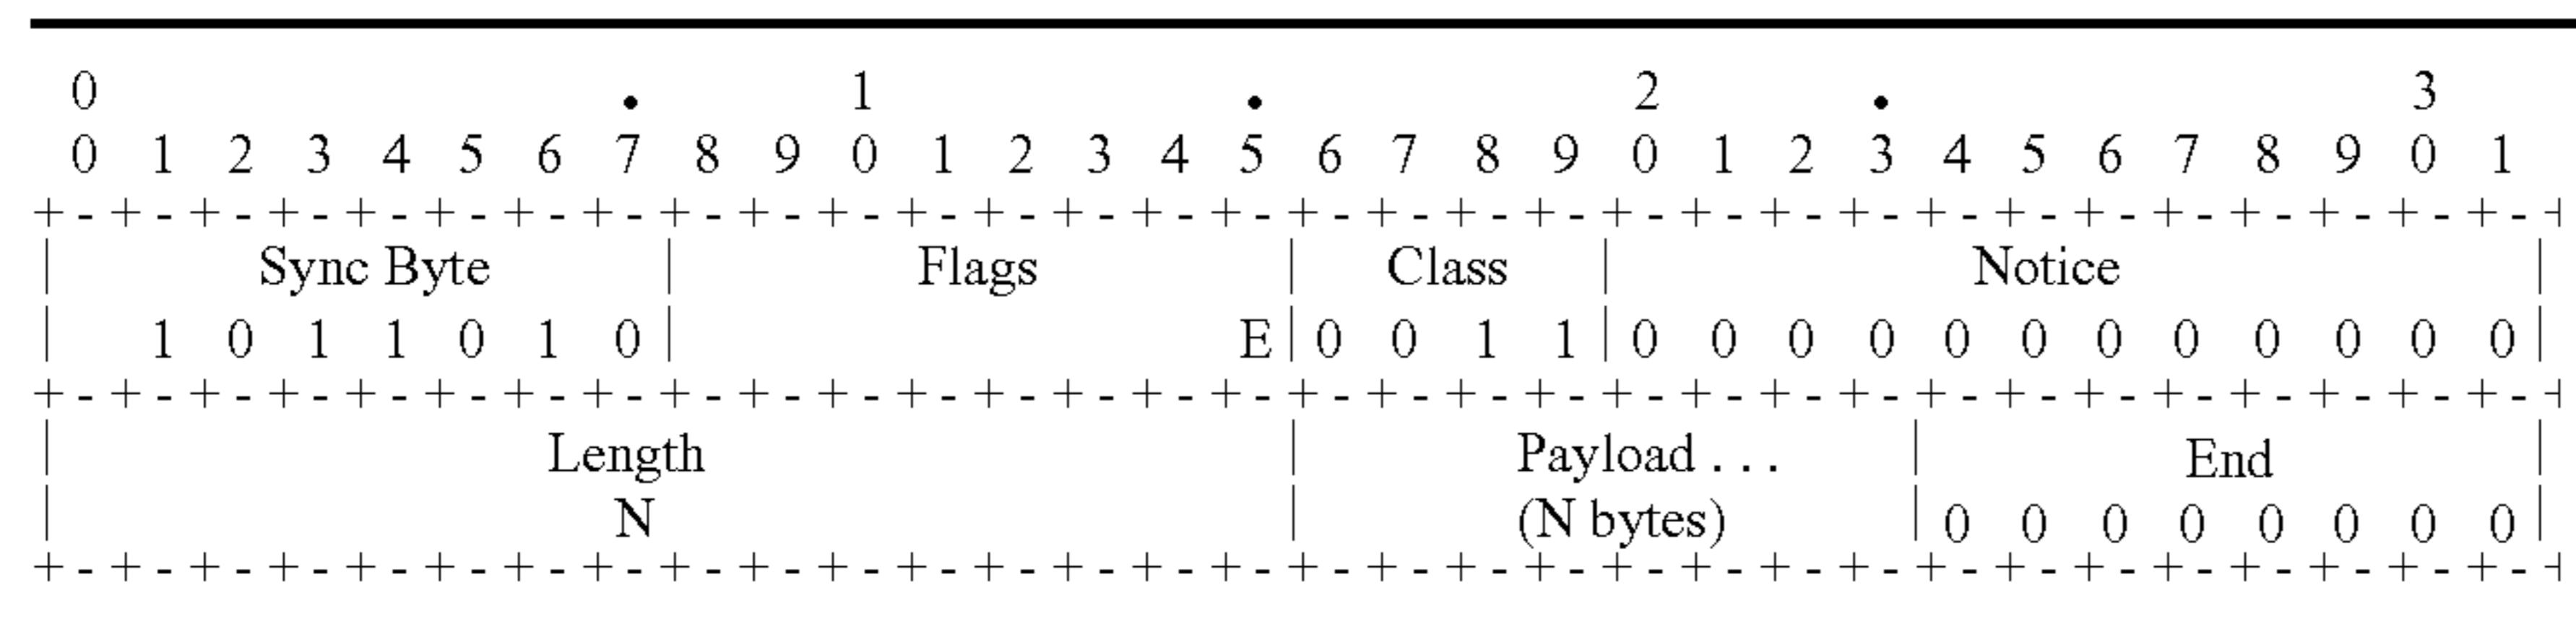 0 . 1 . 2 . 3
0 1 2 3 4 5 6 7 8 9 0 1 2 3 4 5 6 7 8 9 0 1 2 3 4 5 6 7 8 9 0 1
+-+-+-+-+-+-+-+-+-+-+-+-+-+-+-+-+-+-+-+-+-+-+-+-+-+-+-+-+-+-+-+-+
| Sync Byte | Flags | Class | Notice |
| 1 0 1 1 0 1 0 | E | 0 0 1 1 | 0 0 0 0 0 0 0 0 0 0 0 0 |
+-+-+-+-+-+-+-+-+-+-+-+-+-+-+-+-+-+-+-+-+-+-+-+-+-+-+-+-+-+-+-+-+
| Length | Payload . . . | End |
| N | (N bytes) | 0 0 0 0 0 0 0 0 |
+-+-+-+-+-+-+-+-+-+-+-+-+-+-+-+-+-+-+-+-+-+-+-+-+-+-+-+-+-+-+-+-+